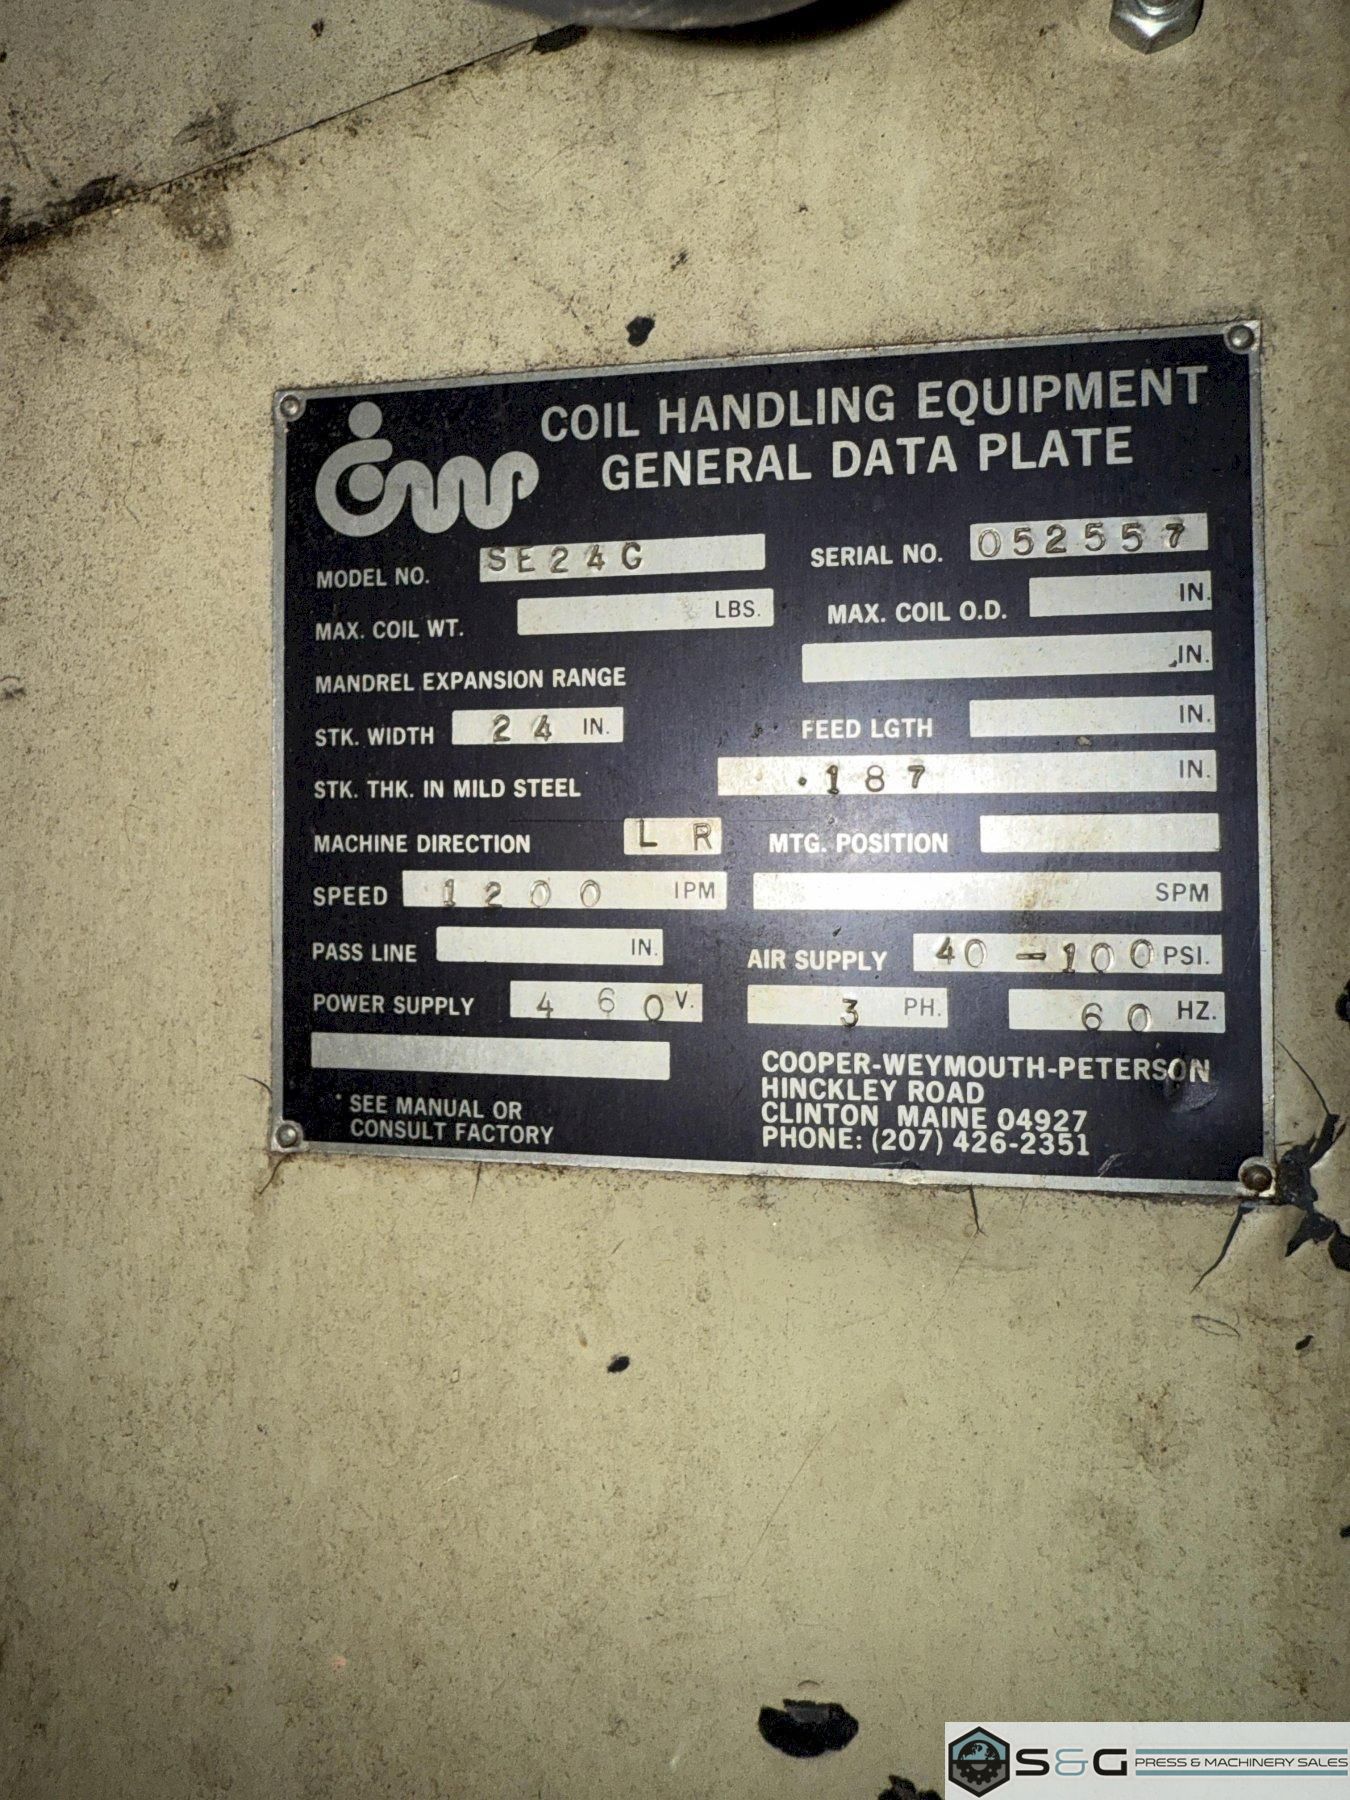 cwp
COIL HANDLING EQUIPMENT
GENERAL DATA PLATE
MODEL NO. SE24G SERIAL NO. 052557
MAX. COIL WT. LBS. MAX. COIL O.D. IN.
MANDREL EXPANSION RANGE IN.
STK. WIDTH 24 IN. FEED LGTH IN.
STK. THK. IN MILD STEEL .187 IN.
MACHINE DIRECTION L R MTG. POSITION
SPEED 1200 IPM SPM
PASS LINE IN. AIR SUPPLY 40-100 PSI.
POWER SUPPLY 460 V. 3 PH. 60 HZ.
* SEE MANUAL OR
CONSULT FACTORY
COOPER-WEYMOUTH-PETERSON
HINCKLEY ROAD
CLINTON MAINE 04927
PHONE: (207) 426-2351
S&G PRESS & MACHINERY SALES